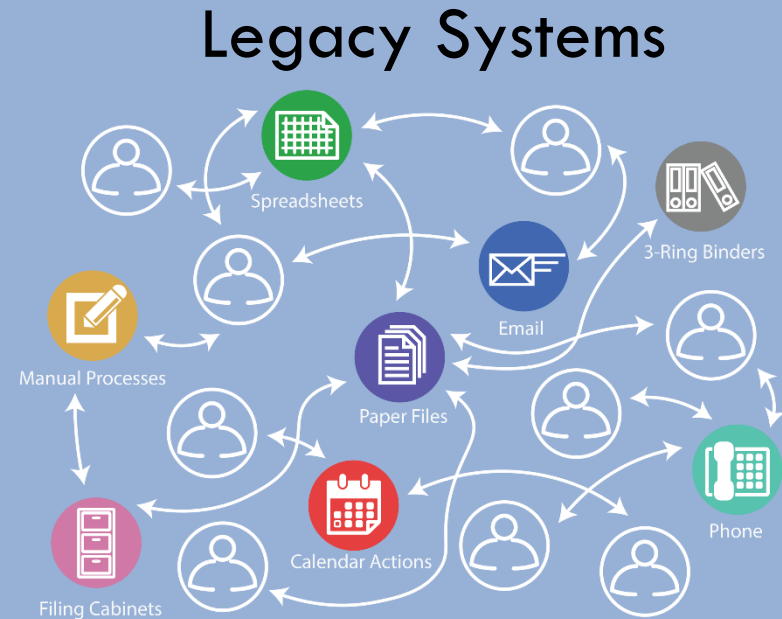 Legacy Systems
Spreadsheets
3-Ring Binders
Email
Manual Processes
Paper Files
Phone
Calendar Actions
Filing Cabinets